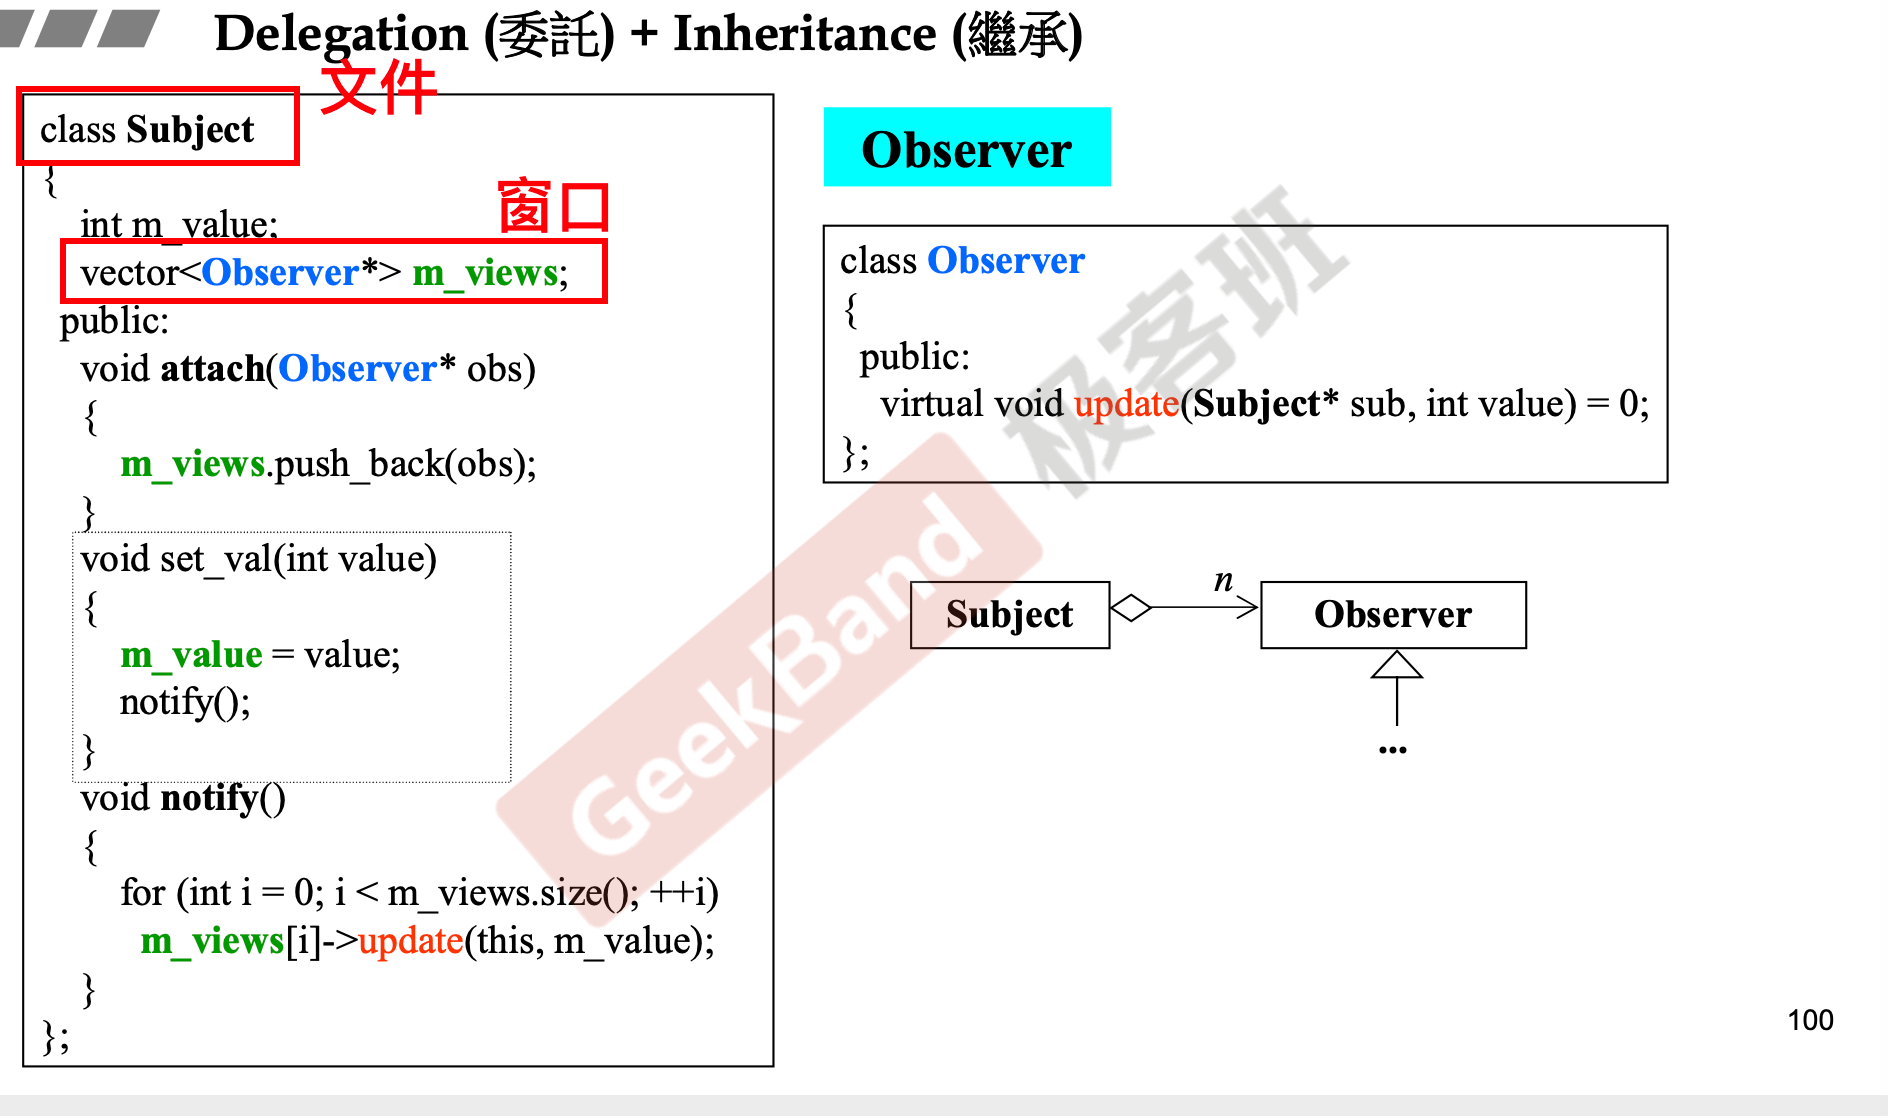 Delegation (委託) + Inheritance (繼承)
文件
class Subject
{
窗口
int m_value;
vector<Observer*> m_views;
public:
void attach(Observer* obs)
{
m_views.push_back(obs);
}
void set_val(int value)
{
m_value = value;
notify();
}
void notify()
{
for (int i = 0; i < m_views.size(); ++i)
m_views[i]->update(this, m_value);
}
};
Observer
class Observer
{
public:
virtual void update(Subject* sub, int value) = 0;
};
Subject
n
Observer
...
GeekBand 极客班
100